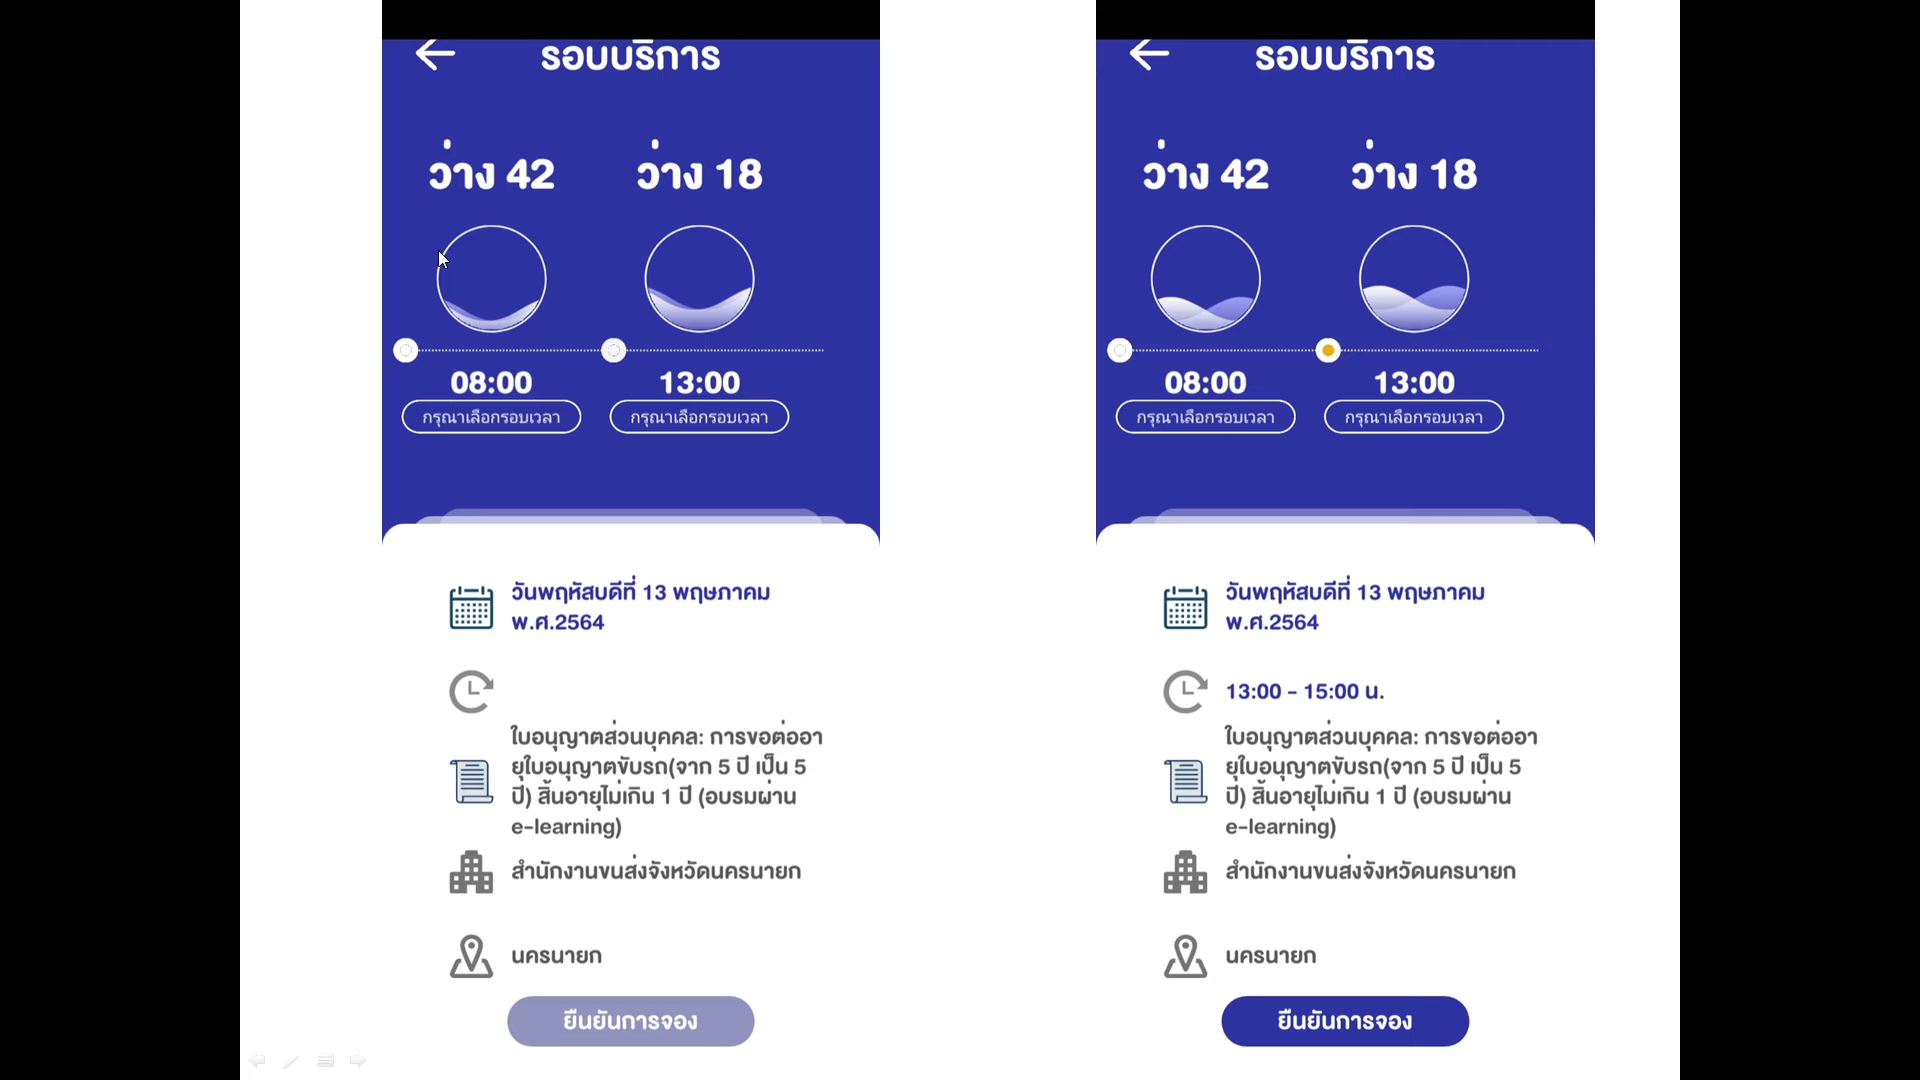 รอบบริการ
ว่าง 42
ว่าง 18
08:00
13:00
กรุณาเลือกรอบเวลา
กรุณาเลือกรอบเวลา
วันพฤหัสบดีที่ 13 พฤษภาคม
พ.ศ.2564
ใบอนุญาตส่วนบุคคล: การขอต่ออา
ยุใบอนุญาตขับรถ(จาก 5 ปี เป็น 5
ปี) สิ้นอายุไม่เกิน 1 ปี (อบรมผ่าน
e-learning)
สำนักงานขนส่งจังหวัดนครนายก
นครนายก
ยืนยันการจอง
รอบบริการ
ว่าง 42
ว่าง 18
08:00
13:00
กรุณาเลือกรอบเวลา
กรุณาเลือกรอบเวลา
วันพฤหัสบดีที่ 13 พฤษภาคม
พ.ศ.2564
13:00 - 15:00 น.
ใบอนุญาตส่วนบุคคล: การขอต่ออา
ยุใบอนุญาตขับรถ(จาก 5 ปี เป็น 5
ปี) สิ้นอายุไม่เกิน 1 ปี (อบรมผ่าน
e-learning)
สำนักงานขนส่งจังหวัดนครนายก
นครนายก
ยืนยันการจอง